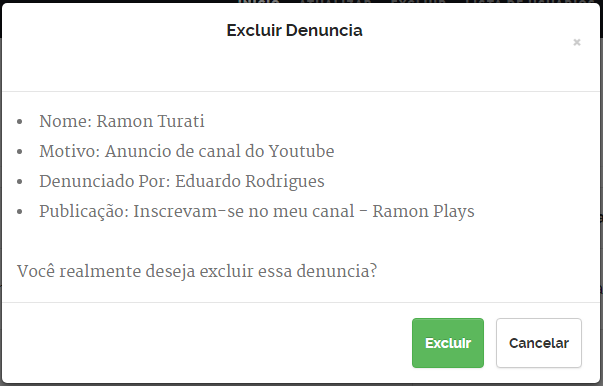 Excluir Denuncia
×
Nome: Ramon Turati
Motivo: Anuncio de canal do Youtube
Denunciado Por: Eduardo Rodrigues
Publicação: Inscrevam-se no meu canal - Ramon Plays
Você realmente deseja excluir essa denuncia?
Excluir Cancelar